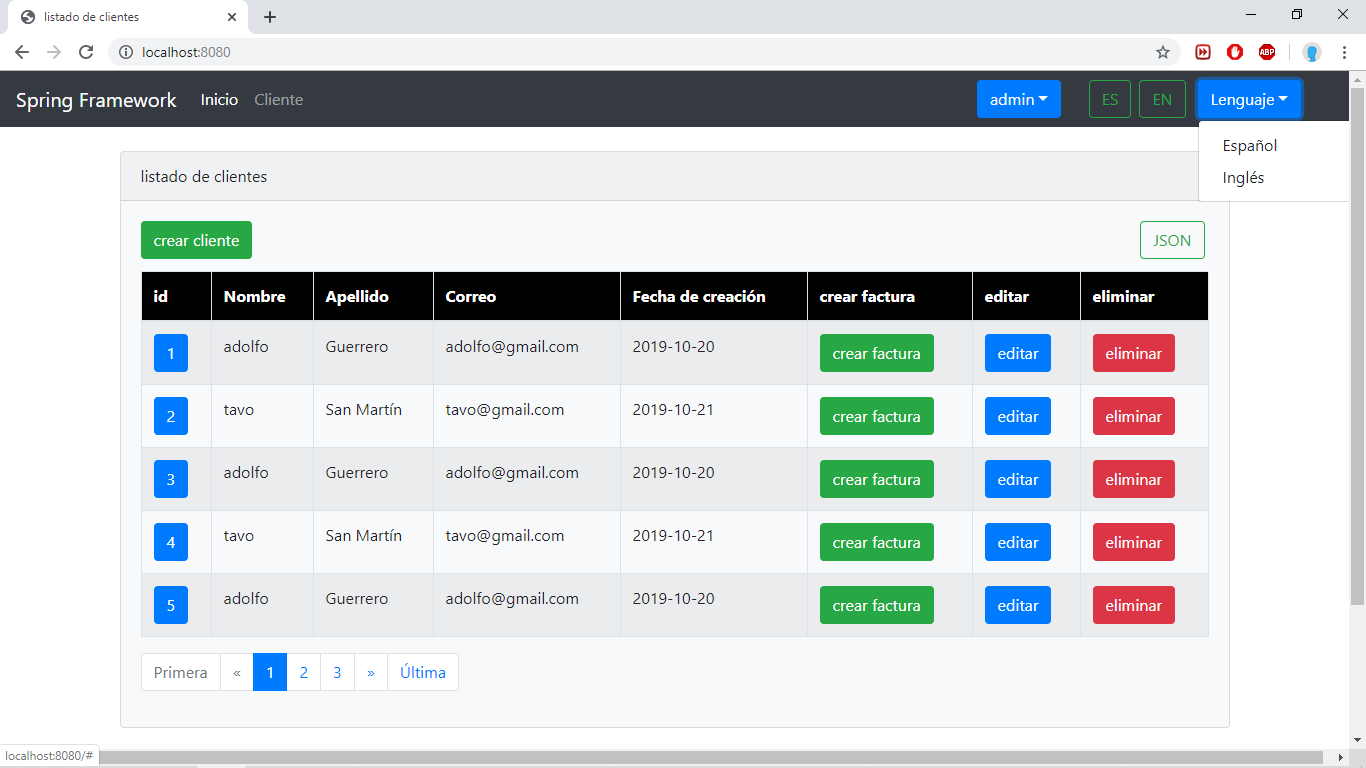 listado de clientes
localhost:8080
ABP
Spring Framework Inicio Cliente admin ES EN Lenguaje
Español
Inglés
listado de clientes
crear cliente JSON
id Nombre Apellido Correo Fecha de creación crear factura editar eliminar
1 adolfo Guerrero adolfo@gmail.com 2019-10-20 crear factura editar eliminar
2 tavo San Martín tavo@gmail.com 2019-10-21 crear factura editar eliminar
3 adolfo Guerrero adolfo@gmail.com 2019-10-20 crear factura editar eliminar
4 tavo San Martín tavo@gmail.com 2019-10-21 crear factura editar eliminar
5 adolfo Guerrero adolfo@gmail.com 2019-10-20 crear factura editar eliminar
Primera « 1 2 3 » Última
localhost:8080/#